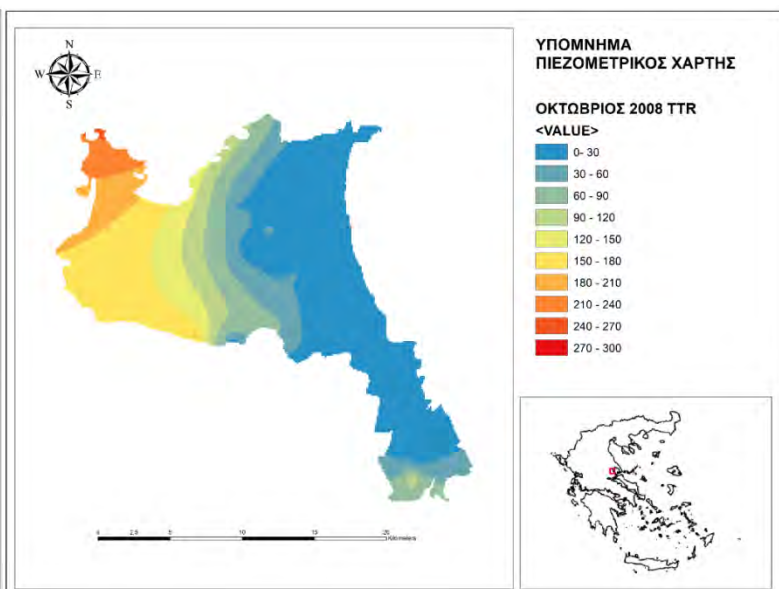 N
W E
S
ΥΠΟΜΝΗΜΑ
ΠΙΕΖΟΜΕΤΡΙΚΟΣ ΧΑΡΤΗΣ
ΟΚΤΩΒΡΙΟΣ 2008 TTR
<VALUE>
0- 30
30 - 60
60 - 90
90 - 120
120 - 150
150 - 180
180 - 210
210 - 240
240 - 270
270 - 300
0 2,5 5 10 15 20
Kilometers